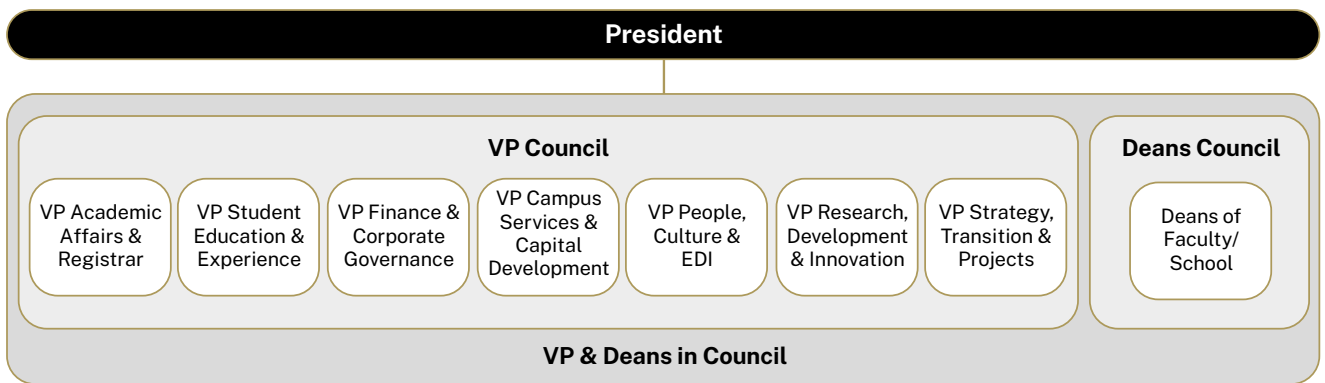 President
VP Council
VP Academic
Affairs &
Registrar
VP Student
Education &
Experience
VP Finance &
Corporate
Governance
VP Campus
Services &
Capital
Development
VP People,
Culture &
EDI
VP Research,
Development
& Innovation
VP Strategy,
Transition &
Projects
Deans Council
Deans of
Faculty/
School
VP & Deans in Council